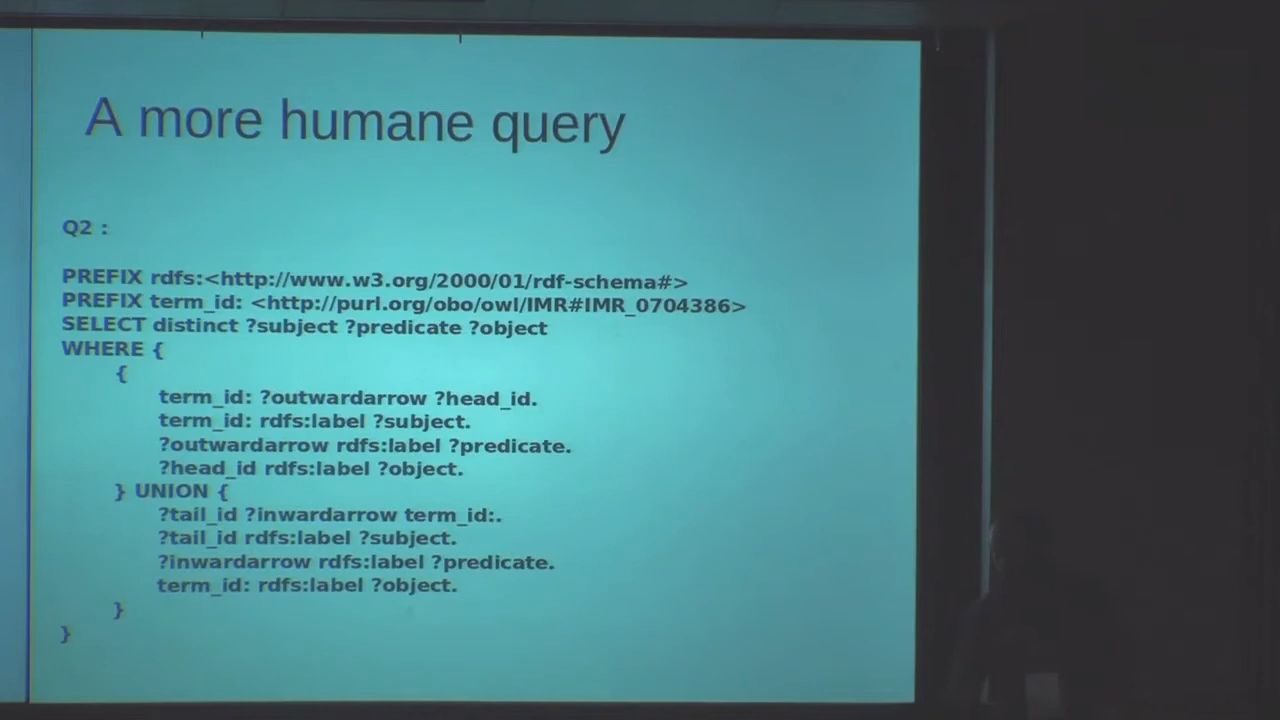 A more humane query
Q2 :
PREFIX rdfs:<http://www.w3.org/2000/01/rdf-schema#>
PREFIX term_id: <http://purl.org/obo/owl/IMR#IMR_0704386>
SELECT distinct ?subject ?predicate ?object
WHERE {
{
term_id: ?outwardarrow ?head_id.
term_id: rdfs:label ?subject.
?outwardarrow rdfs:label ?predicate.
?head_id rdfs:label ?object.
} UNION {
?tail_id ?inwardarrow term_id:.
?tail_id rdfs:label ?subject.
?inwardarrow rdfs:label ?predicate.
term_id: rdfs:label ?object.
}
}